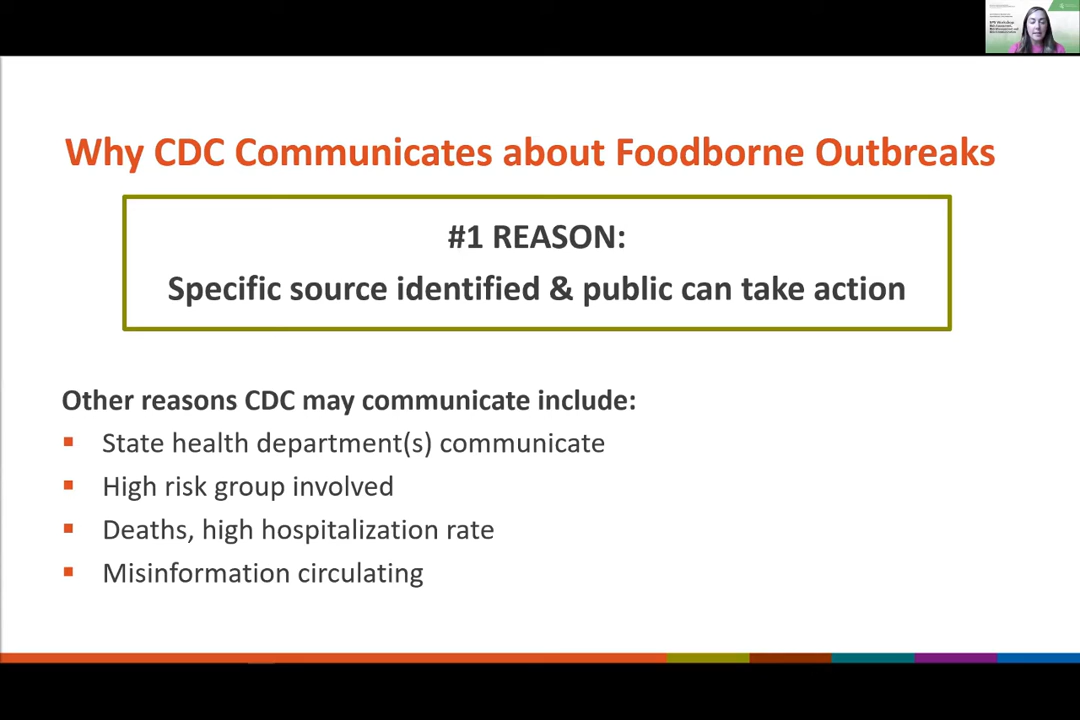 Why CDC Communicates about Foodborne Outbreaks
#1 REASON:
Specific source identified & public can take action
Other reasons CDC may communicate include:
▪ State health department(s) communicate
▪ High risk group involved
▪ Deaths, high hospitalization rate
▪ Misinformation circulating